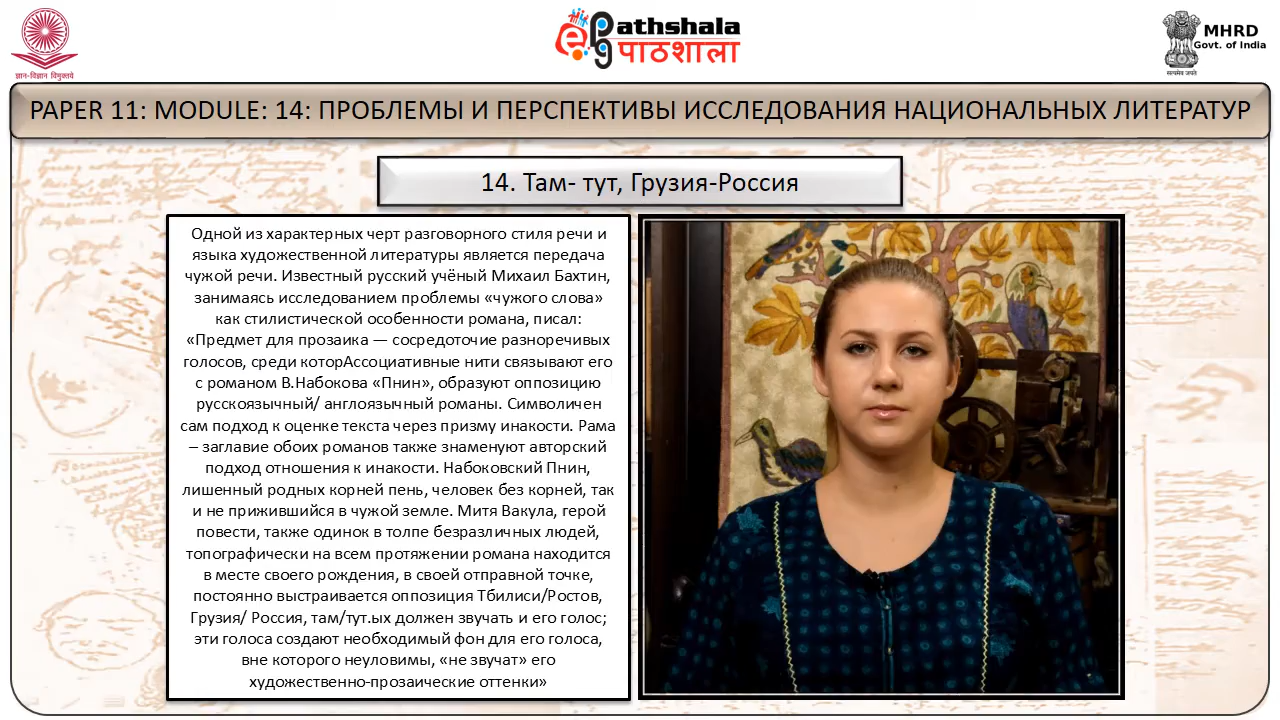 ज्ञान-विज्ञान विमुक्तये
epg Pathshala
पाठशाला
MHRD
Govt. of India
सत्यमेव जयते
PAPER 11: MODULE: 14: ПРОБЛЕМЫ И ПЕРСПЕКТИВЫ ИССЛЕДОВАНИЯ НАЦИОНАЛЬНЫХ ЛИТЕРАТУР
14. Там- тут, Грузия-Россия
Одной из характерных черт разговорного стиля речи и
языка художественной литературы является передача
чужой речи. Известный русский учёный Михаил Бахтин,
занимаясь исследованием проблемы «чужого слова»
как стилистической особенности романа, писал:
«Предмет для прозаика — сосредоточие разноречивых
голосов, среди которАссоциативные нити связывают его
с романом В.Набокова «Пнин», образуют оппозицию
русскоязычный/ англоязычный романы. Символичен
сам подход к оценке текста через призму инакости. Рама
– заглавие обоих романов также знаменуют авторский
подход отношения к инакости. Набоковский Пнин,
лишенный родных корней пень, человек без корней, так
и не прижившийся в чужой земле. Митя Вакула, герой
повести, также одинок в толпе безразличных людей,
топографически на всем протяжении романа находится
в месте своего рождения, в своей отправной точке,
постоянно выстраивается оппозиция Тбилиси/Ростов,
Грузия/ Россия, там/тут.ых должен звучать и его голос;
эти голоса создают необходимый фон для его голоса,
вне которого неуловимы, «не звучат» его
художественно-прозаические оттенки»